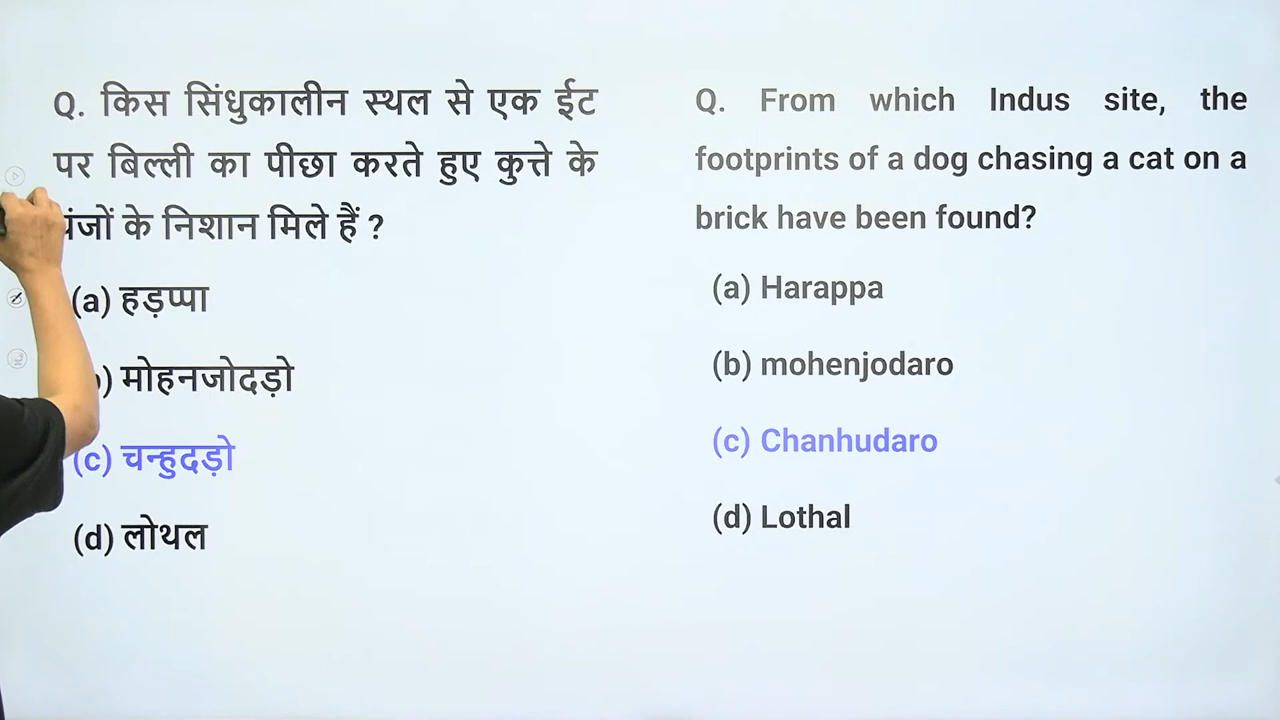 Q. किस सिंधुकालीन स्थल से एक ईट
पर बिल्ली का पीछा करते हुए कुत्ते के
पंजों के निशान मिले हैं ?
(a) हड़प्पा
) मोहनजोदड़ो
(c) चन्हुदड़ो
(d) लोथल
Q. From which Indus site, the
footprints of a dog chasing a cat on a
brick have been found?
(a) Harappa
(b) mohenjodaro
(c) Chanhudaro
(d) Lothal